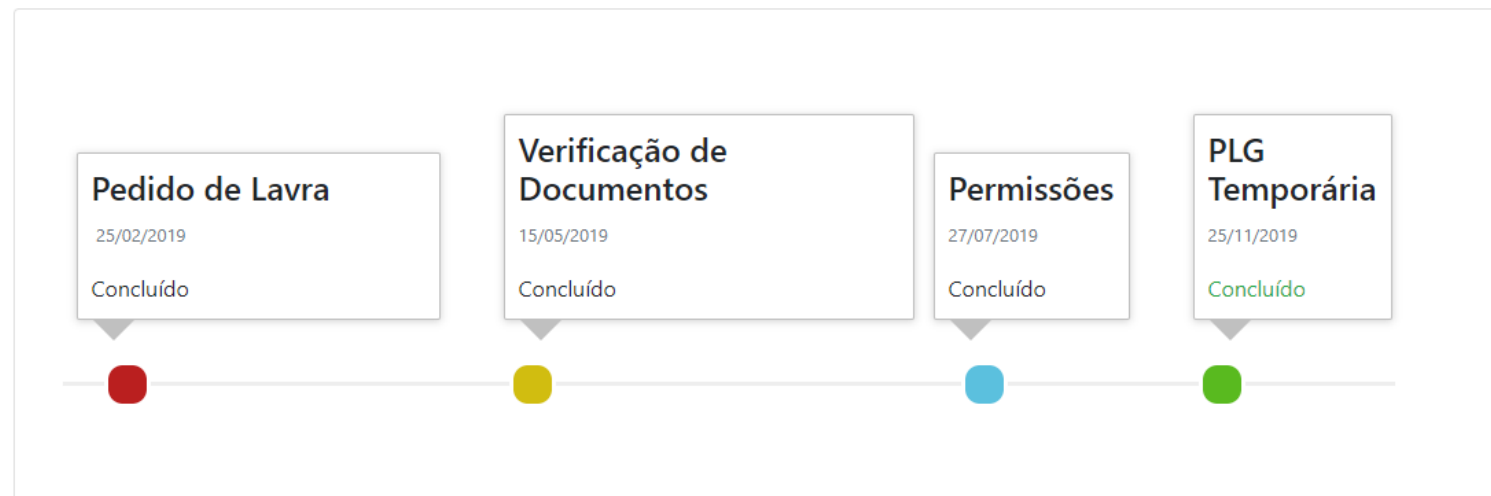 Pedido de Lavra
25/02/2019
Concluído
Verificação de
Documentos
15/05/2019
Concluído
Permissões
27/07/2019
Concluído
PLG
Temporária
25/11/2019
Concluído